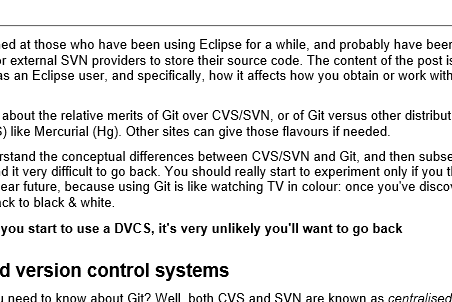 ned at those who have been using Eclipse for a while, and probably have been
or external SVN providers to store their source code. The content of the post is
as an Eclipse user, and specifically, how it affects how you obtain or work with
about the relative merits of Git over CVS/SVN, or of Git versus other distribut
S) like Mercurial (Hg). Other sites can give those flavours if needed.
rstand the conceptual differences between CVS/SVN and Git, and then subse
nd it very difficult to go back. You should really start to experiment only if you th
ear future, because using Git is like watching TV in colour: once you've discov
ack to black & white.
you start to use a DVCS, it's very unlikely you'll want to go back
d version control systems
u need to know about Git? Well, both CVS and SVN are known as centralised